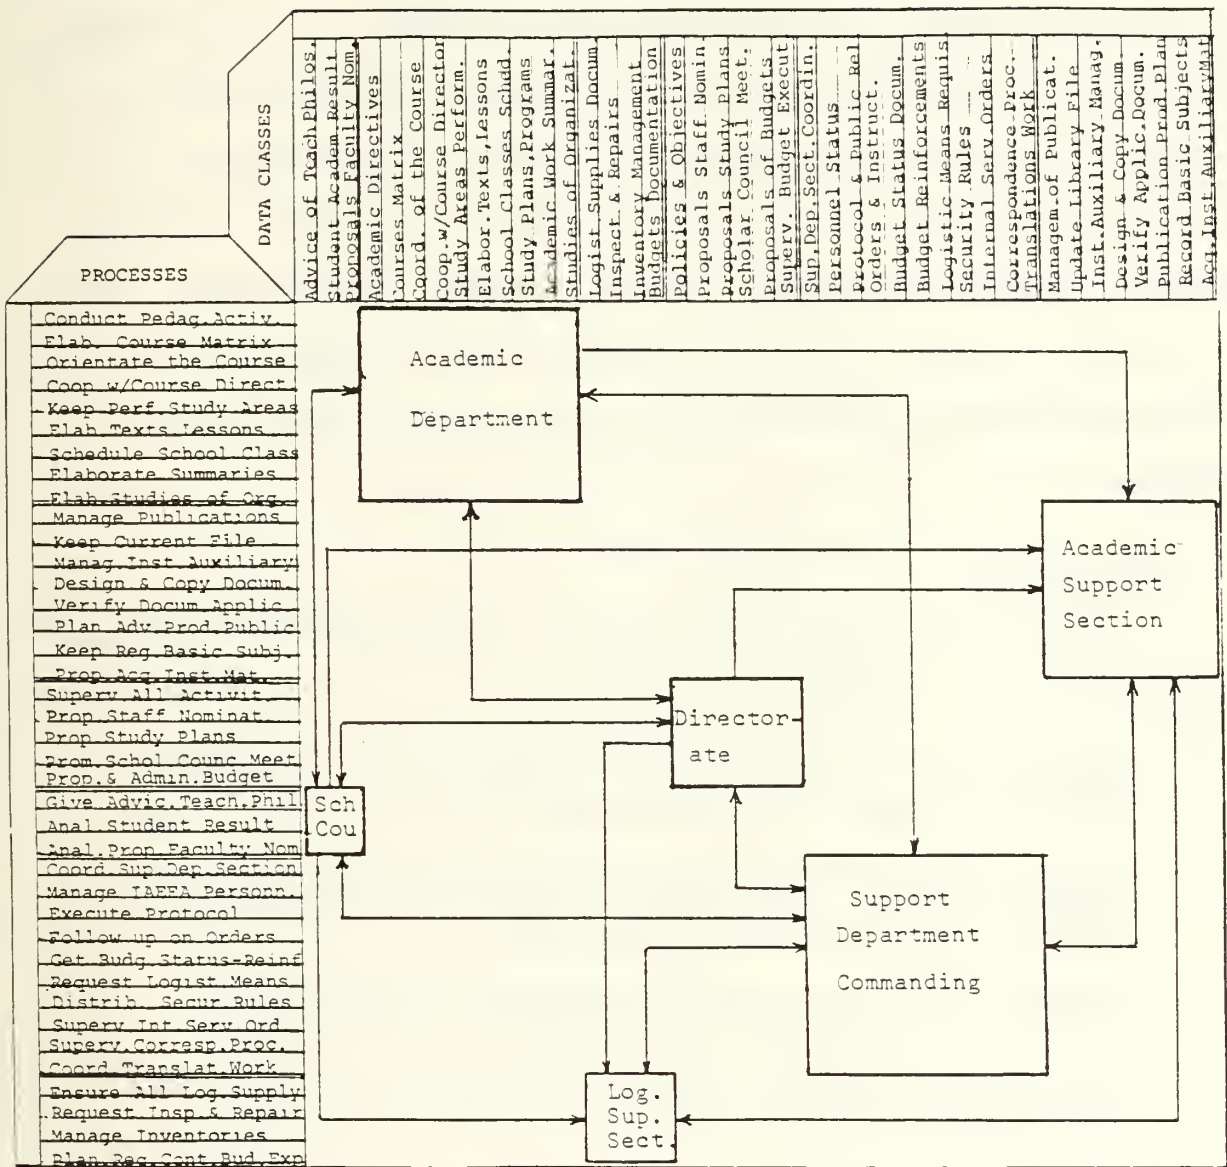 DATA CLASSES
PROCESSES
Advice of Teach.Philos.
Student Academ.Result
Proposals Faculty Nom.
Academic Directives
Courses Matrix
Coord. of the Course
Coop.w/Course Director
Study Areas Perform.
Elabor.Texts,Lessons
School Classes Schdd.
Study Plans,Programs
Academic Work Summar.
Studies of Organizat.
Logist Supplies Docum.
Inspect & Repairs
Inventory Management
Budgets Documentation
Policies & Objectives
Proposals Staff Nomin.
Proposals Study Plans
Scholar Council Meet.
Proposals of Budgets
Superv. Budget Execut
Sup.Dep.Sect.Coordin.
Personnel Status
Protocol & Public Rel
Orders & Instruct.
Budget Status Docum.
Budget Reinforcements
Logistic Means Requis
Security Rules
Internal Serv.Orders
Correspondence Proc.
Translations Work
Managem.of Publicat.
Update Library File
Inst.Auxiliary Manag.
Design & Copy Docum.
Verify Applic.Docum.
Publication Prod.Plan
Record Basic Subjects
Acq.Inst.AuxiliaryMat
Conduct Pedag.Activ.
Elab. Course Matrix
Orientate the Course
Coop w/Course Direct.
Keep Perf.Study Areas
Elab.Texts Lessons
Schedule School Class
Elaborate Summaries
Elab.Studies of Org.
Manage Publications
Keep Current File
Manag.Inst Auxiliary
Design & Copy Docum.
Verify Docum.Applic
Plan Adv Prod.Public
Keep Reg.Basic Subj.
Prop.Acq.Inst.Mat.
Superv All Activit.
Prop.Staff Nominat.
Prop Study Plans
Prom.Schol Counc Meet
Prop.& Admin.Budget
Give Advic.Teach.Phil
Anal.Student Result
Anal.Prop.Faculty Nom
Coord.Sup.Dep.Section
Manage IAEFA Personn.
Execute Protocol
Follow up on Orders
Get Budg Status-Reinf
Request Logist Means
Distrib. Secur.Rules
Superv Int.Serv Ord
Superv.Corresp.Proc.
Coord.Translat.Work
Ensure All Log.Supply
Request Insp.& Repair
Manage Inventories
Plan.Reg.Cont.Bud.Exp
Academic
Department
Academic
Support
Section
Director-
ate
Sch
Cou
Support
Department
Commanding
Log.
Sup.
Sect.